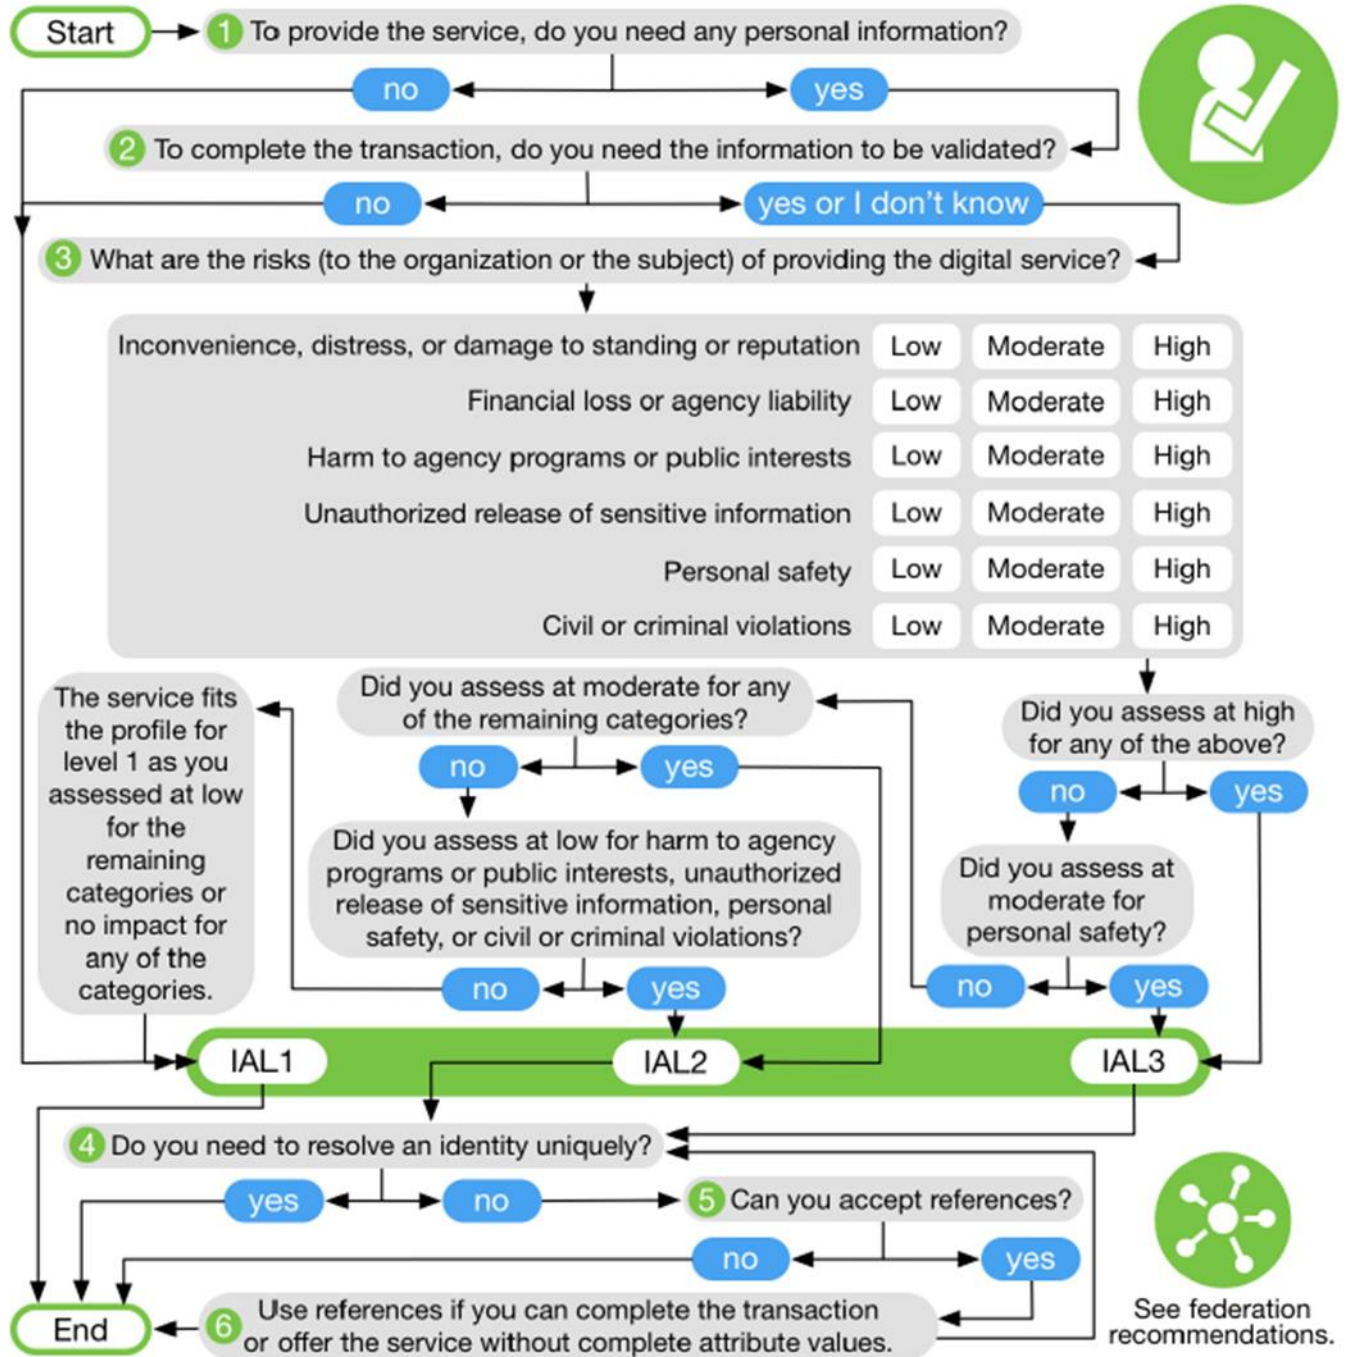 Start
1 To provide the service, do you need any personal information?
no
yes
2 To complete the transaction, do you need the information to be validated?
no
yes or I don't know
3 What are the risks (to the organization or the subject) of providing the digital service?
Inconvenience, distress, or damage to standing or reputation Low Moderate High
Financial loss or agency liability Low Moderate High
Harm to agency programs or public interests Low Moderate High
Unauthorized release of sensitive information Low Moderate High
Personal safety Low Moderate High
Civil or criminal violations Low Moderate High
Did you assess at high
for any of the above?
no
yes
Did you assess at
moderate for
personal safety?
no
yes
Did you assess at moderate for any
of the remaining categories?
no
yes
Did you assess at low for harm to agency
programs or public interests, unauthorized
release of sensitive information, personal
safety, or civil or criminal violations?
no
yes
The service fits
the profile for
level 1 as you
assessed at low
for the
remaining
categories or
no impact for
any of the
categories.
IAL1
IAL2
IAL3
4 Do you need to resolve an identity uniquely?
yes
no
5 Can you accept references?
no
yes
6 Use references if you can complete the transaction
or offer the service without complete attribute values.
End
See federation
recommendations.